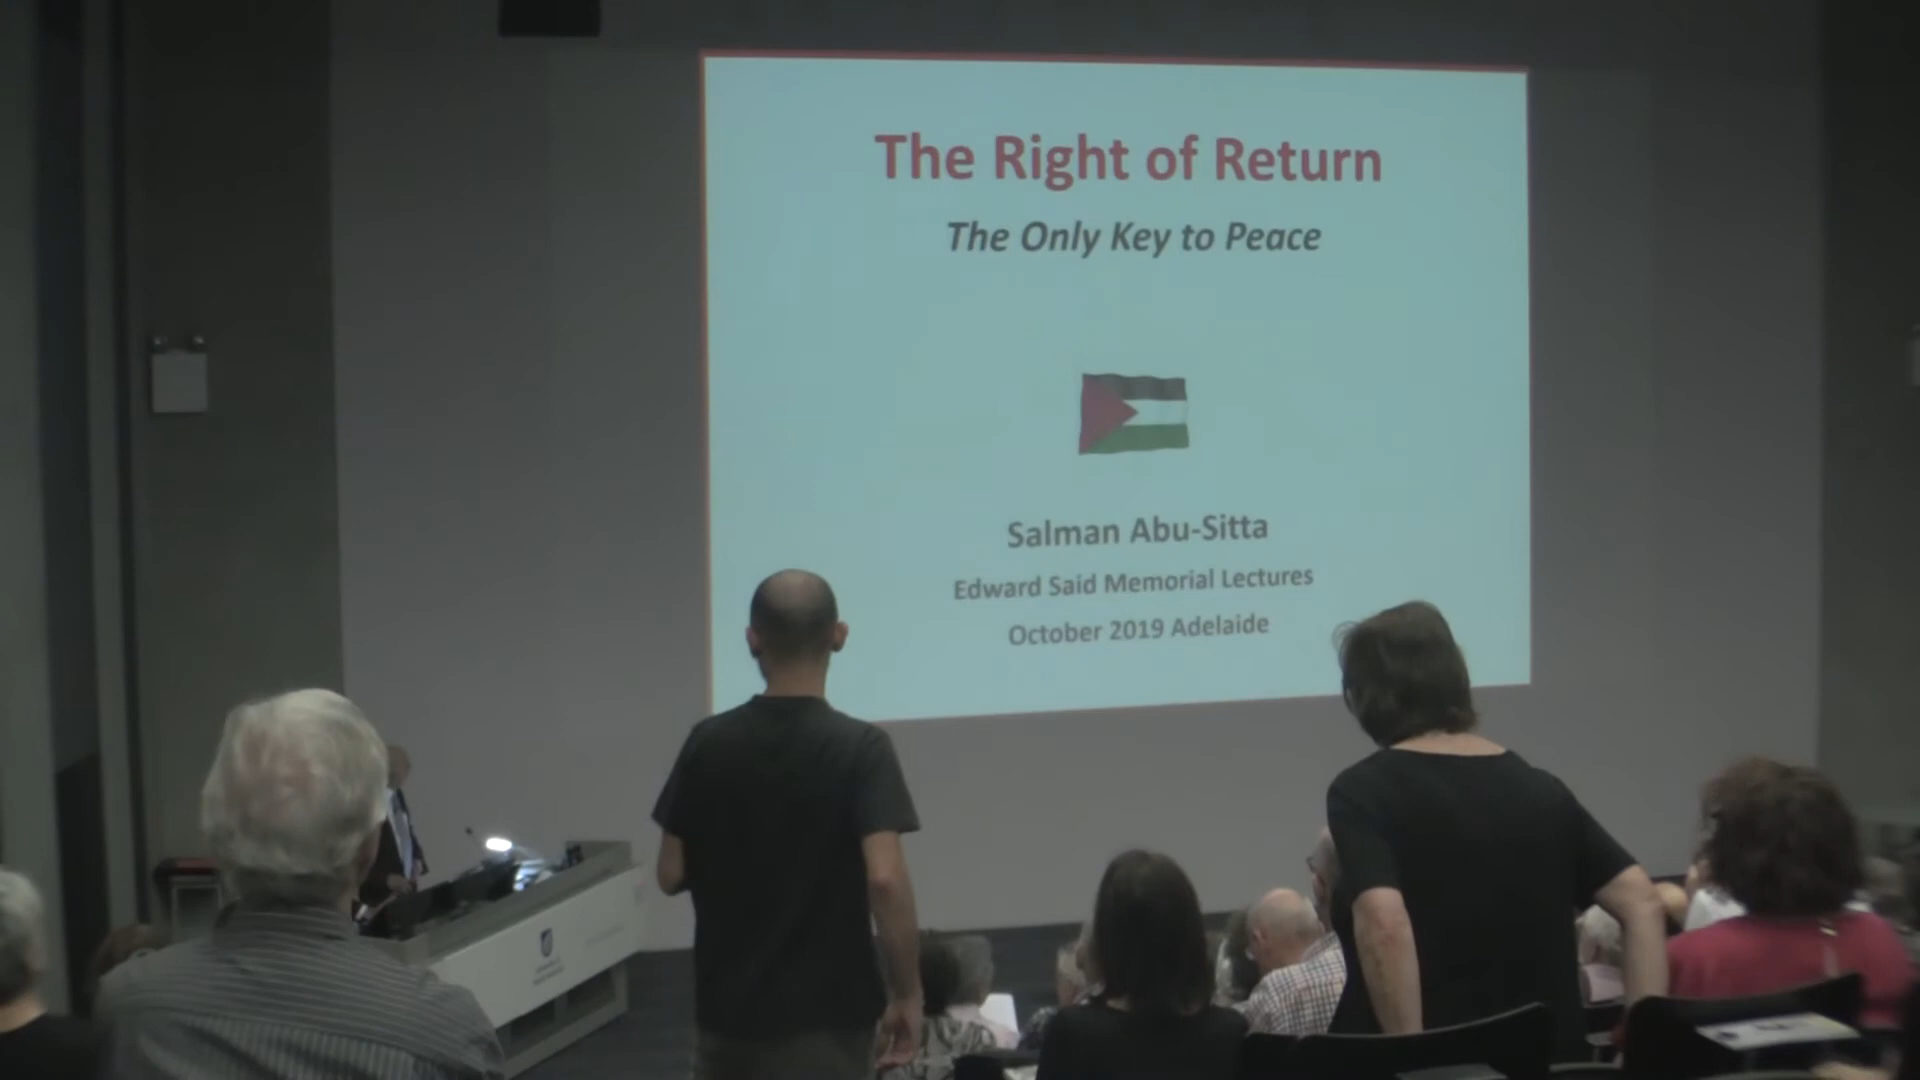 The Right of Return
The Only Key to Peace
Salman Abu-Sitta
Edward Said Memorial Lectures
October 2019 Adelaide